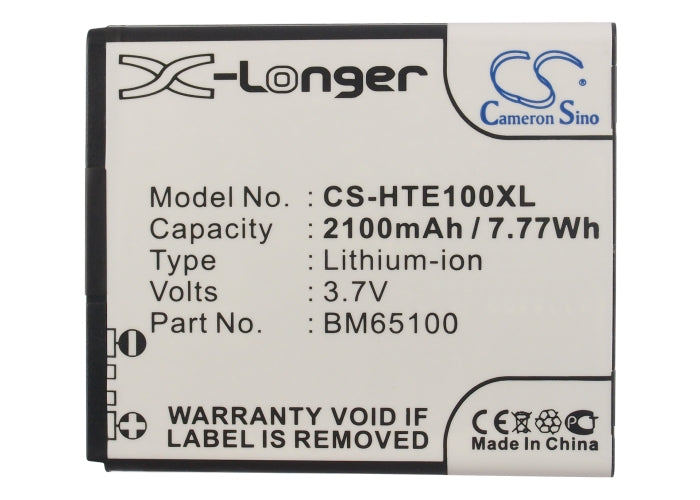 X-Longer
CS
Cameron Sino
Model No. : CS-HTE100XL
Capacity : 2100mAh / 7.77Wh
Type : Lithium-ion
Volts : 3.7V
Part No. : BM65100
WARRANTY VOID IF
LABEL IS REMOVED
CE
Made In China